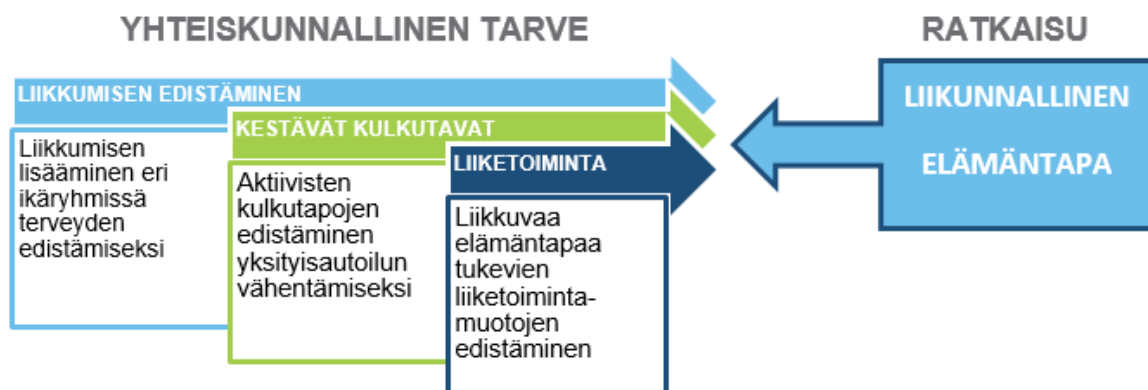 YHTEISKUNNALLINEN TARVE
RATKAISU
LIIKKUMISEN EDISTÄMINEN
Liikkumisen
lisääminen eri
ikäryhmissä
terveyden
edistämiseksi
KESTÄVÄT KULKUTAVAT
Aktiivisten
kulkutapojen
edistäminen
yksityisautoilun
vähentämiseksi
LIIKETOIMINTA
Liikkuvaa
elämäntapaa
tukevien
liiketoiminta-
muotojen
edistäminen
LIIKUNNALLINEN
ELÄMÄNTAPA